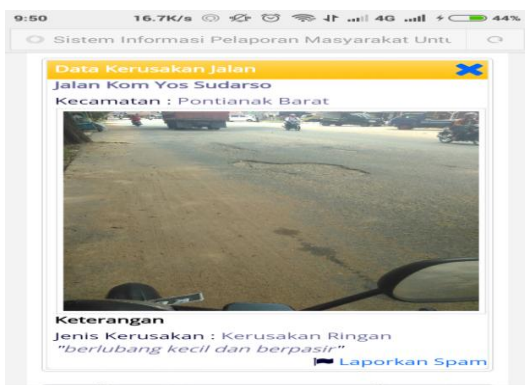 9:50 16.7K/s 4G 44%
Sistem Informasi Pelaporan Masyarakat Untu
Data Kerusakan Jalan
Jalan Kom Yos Sudarso
Kecamatan : Pontianak Barat
Keterangan
Jenis Kerusakan : Kerusakan Ringan
"berlubang kecil dan berpasir"
Laporkan Spam